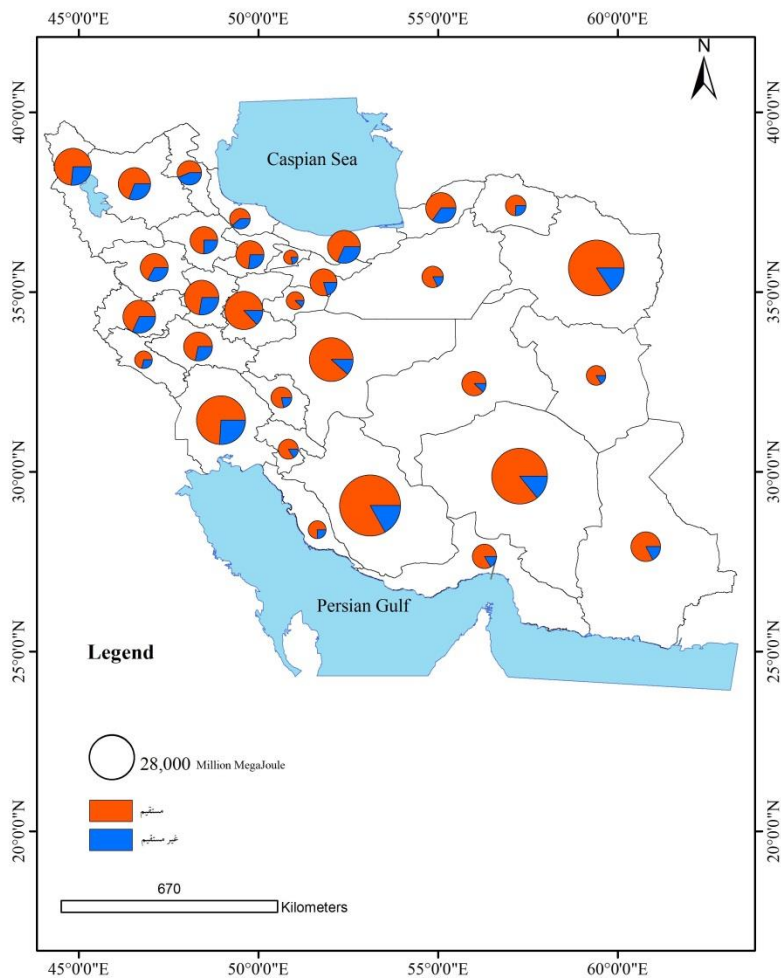 45°0'0"E 50°0'0"E 55°0'0"E 60°0'0"E
N
40°0'0"N 40°0'0"N
Caspian Sea
35°0'0"N 35°0'0"N
30°0'0"N 30°0'0"N
Persian Gulf
25°0'0"N 25°0'0"N
Legend
28,000 Million MegaJoule
مستقیم
غیر مستقیم
20°0'0"N 20°0'0"N
670
Kilometers
45°0'0"E 50°0'0"E 55°0'0"E 60°0'0"E